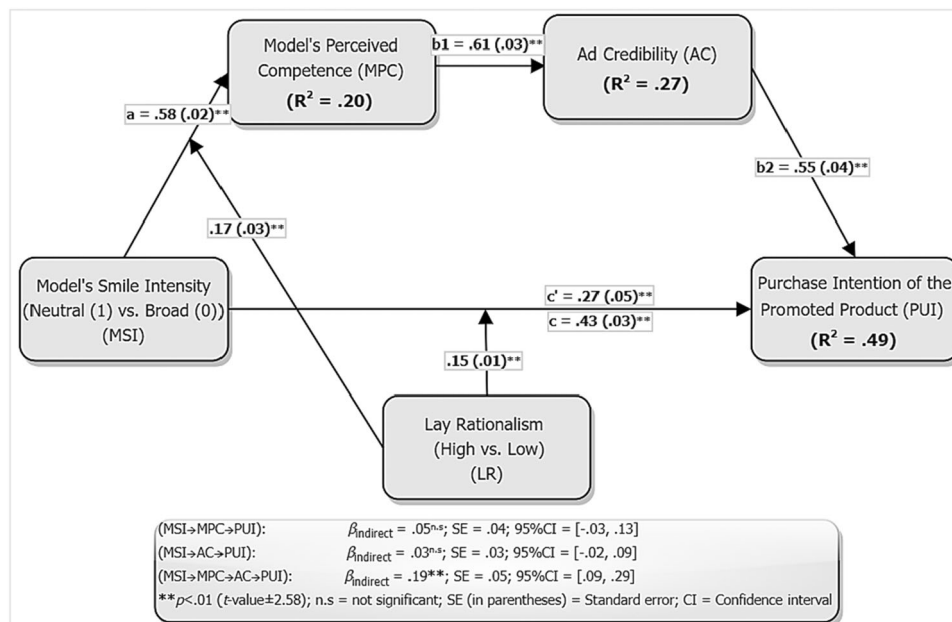 Model's Perceived
Competence (MPC)
(R² = .20)
b1 = .61 (.03)**
Ad Credibility (AC)
(R² = .27)
a = .58 (.02)**
b2 = .55 (.04)**
.17 (.03)**
Model's Smile Intensity
(Neutral (1) vs. Broad (0))
(MSI)
c' = .27 (.05)**
c = .43 (.03)**
Purchase Intention of the
Promoted Product (PUI)
(R² = .49)
.15 (.01)**
Lay Rationalism
(High vs. Low)
(LR)
(MSI→MPC→PUI): βindirect = .05ⁿ·ˢ; SE = .04; 95%CI = [-.03, .13]
(MSI→AC→PUI): βindirect = .03ⁿ·ˢ; SE = .03; 95%CI = [-.02, .09]
(MSI→MPC→AC→PUI): βindirect = .19**; SE = .05; 95%CI = [.09, .29]
**p<.01 (t-value±2.58); n.s = not significant; SE (in parentheses) = Standard error; CI = Confidence interval